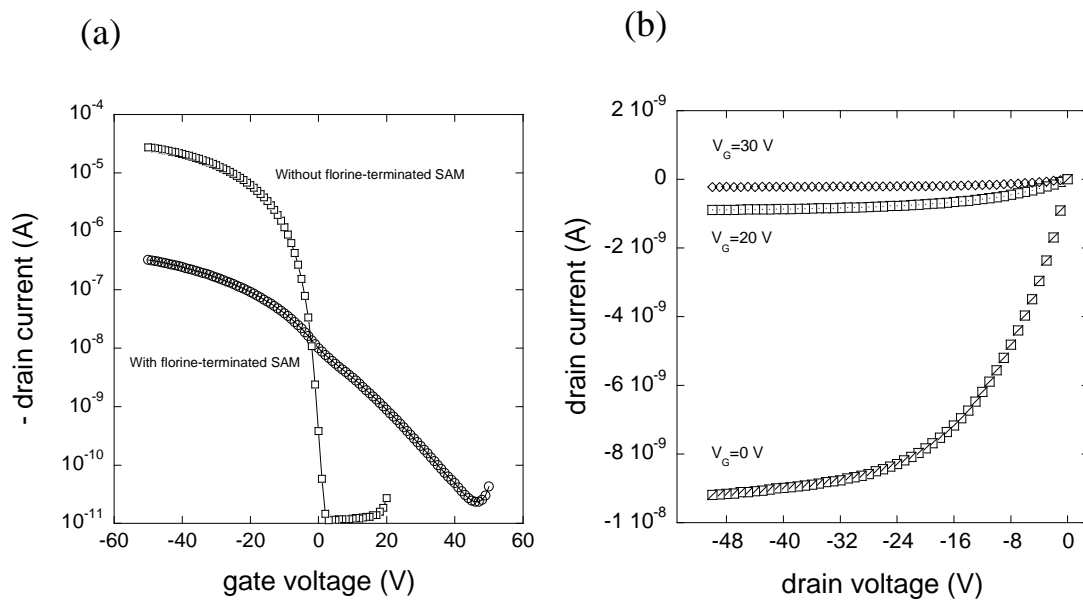 (a)
(b)
10^-4
10^-5
10^-6
10^-7
10^-8
10^-9
10^-10
10^-11
- drain current (A)
Without florine-terminated SAM
With florine-terminated SAM
-60 -40 -20 0 20 40 60
gate voltage (V)
2 10^-9
0
-2 10^-9
-4 10^-9
-6 10^-9
-8 10^-9
-1 10^-8
drain current (A)
V_G=30 V
V_G=20 V
V_G=0 V
-48 -40 -32 -24 -16 -8 0
drain voltage (V)